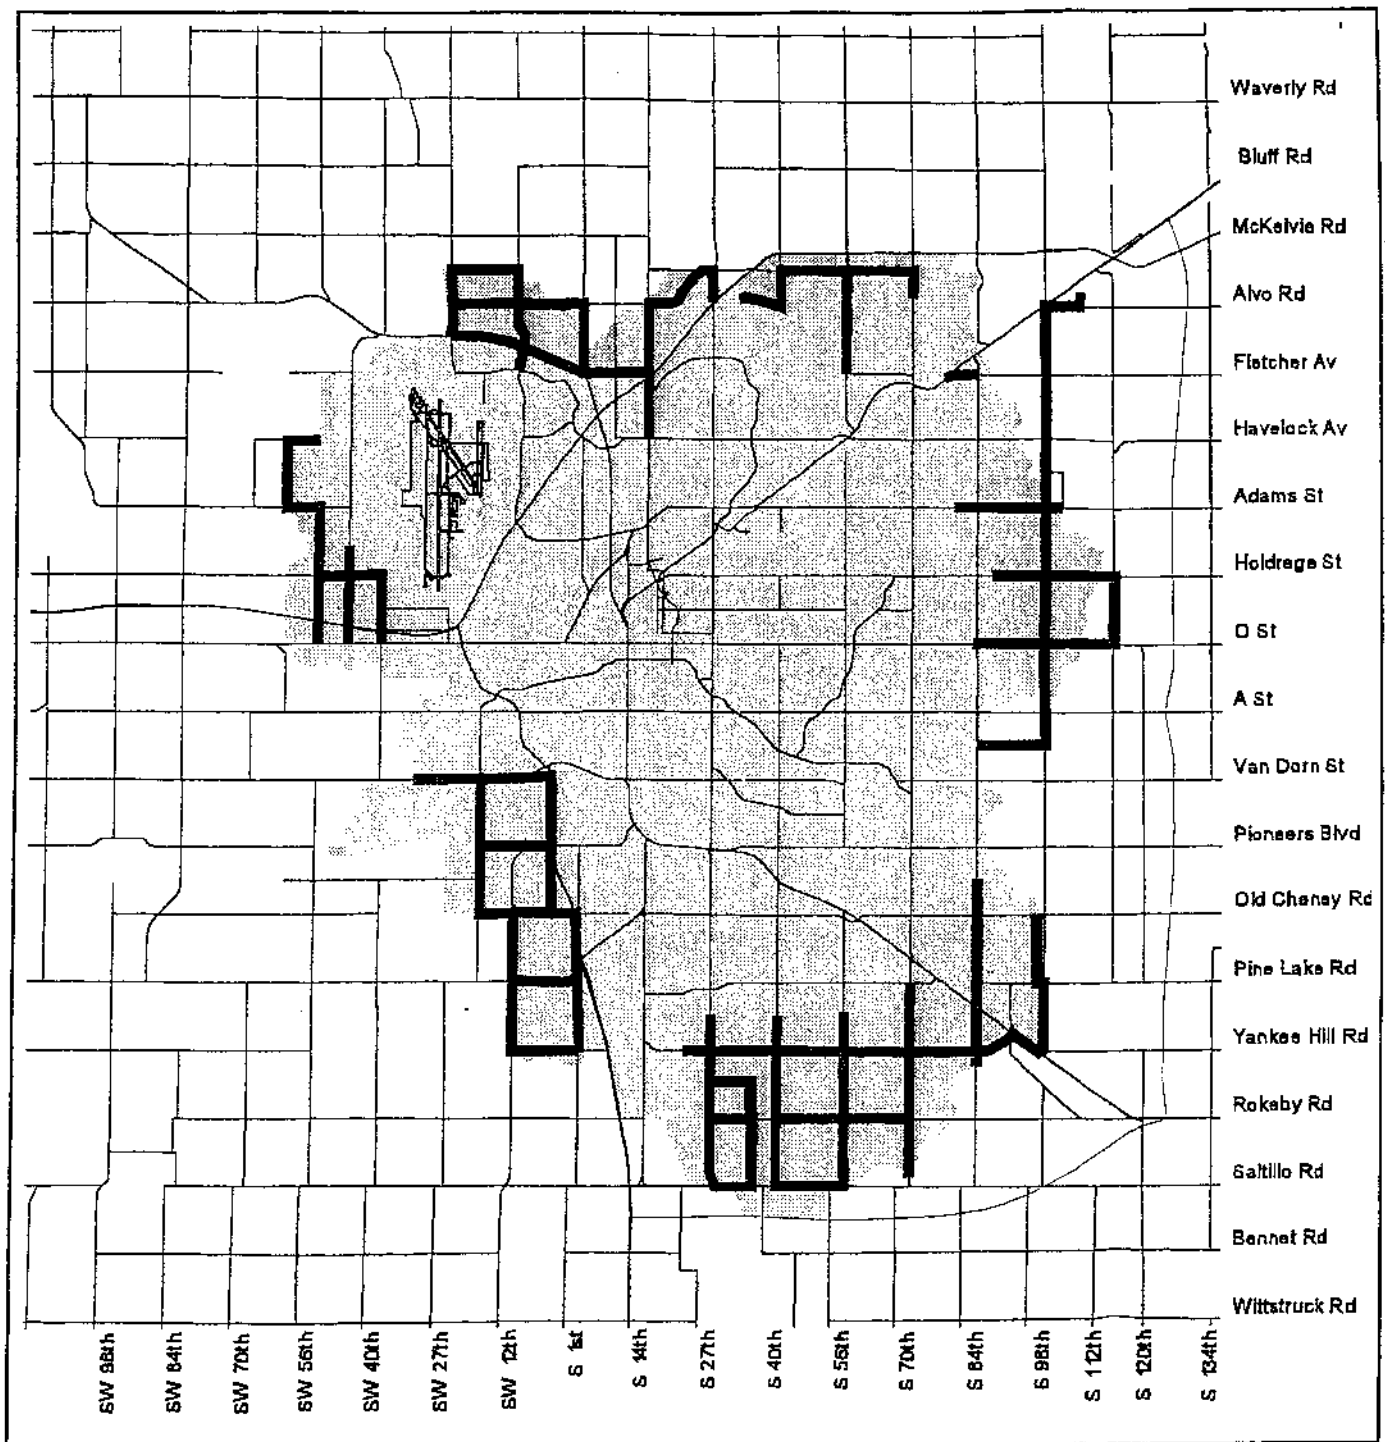 Waverly Rd
Bluff Rd
McKelvie Rd
Alvo Rd
Fletcher Av
Havelock Av
Adams St
Holdrege St
O St
A St
Van Dorn St
Pioneers Blvd
Old Cheney Rd
Pine Lake Rd
Yankee Hill Rd
Rokeby Rd
Saltillo Rd
Bennet Rd
Wittstruck Rd
SW 98th
SW 84th
SW 70th
SW 56th
SW 40th
SW 27th
SW 12th
S 1st
S 14th
S 27th
S 40th
S 56th
S 70th
S 84th
S 98th
S 112th
S 120th
S 134th